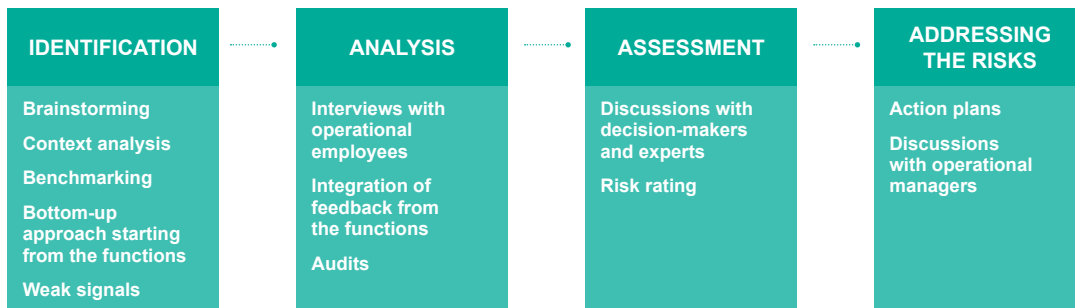 IDENTIFICATION
Brainstorming
Context analysis
Benchmarking
Bottom-up
approach starting
from the functions
Weak signals
ANALYSIS
Interviews with
operational
employees
Integration of
feedback from
the functions
Audits
ASSESSMENT
Discussions with
decision-makers
and experts
Risk rating
ADDRESSING
THE RISKS
Action plans
Discussions
with operational
managers